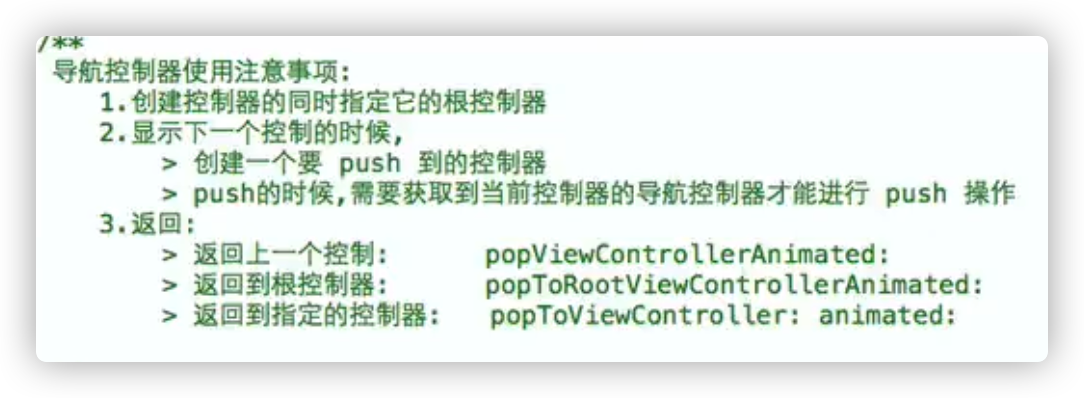 /**
导航控制器使用注意事项:
1.创建控制器的同时指定它的根控制器
2.显示下一个控制的时候,
> 创建一个要 push 到的控制器
> push的时候,需要获取到当前控制器的导航控制器才能进行 push 操作
3.返回:
> 返回上一个控制: popViewControllerAnimated:
> 返回到根控制器: popToRootViewControllerAnimated:
> 返回到指定的控制器: popToViewController: animated: